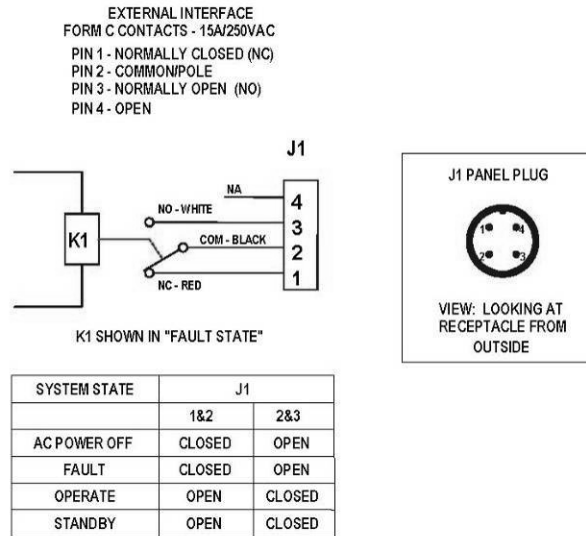 EXTERNAL INTERFACE
FORM C CONTACTS - 15A/250VAC
PIN 1 - NORMALLY CLOSED (NC)
PIN 2 - COMMON/POLE
PIN 3 - NORMALLY OPEN (NO)
PIN 4 - OPEN
J1
NA
4
NO - WHITE
3
K1
COM - BLACK
2
NC - RED
1
K1 SHOWN IN "FAULT STATE"
J1 PANEL PLUG
1 4
2 3
VIEW: LOOKING AT
RECEPTACLE FROM
OUTSIDE
SYSTEM STATE J1
1&2 2&3
AC POWER OFF CLOSED OPEN
FAULT CLOSED OPEN
OPERATE OPEN CLOSED
STANDBY OPEN CLOSED